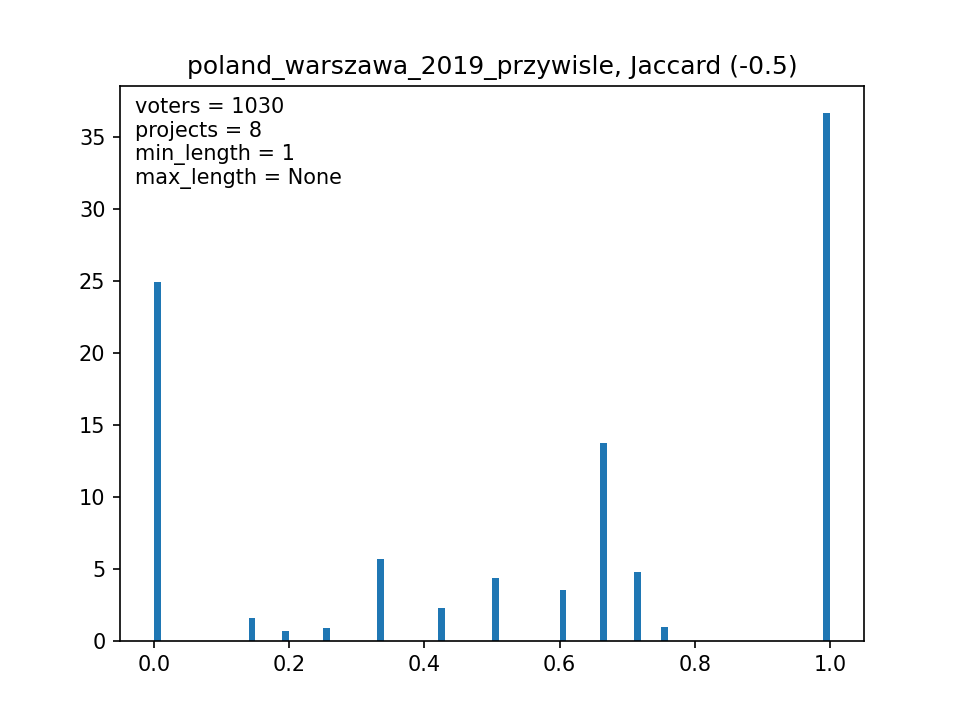 poland_warszawa_2019_przywisle, Jaccard (-0.5)
voters = 1030
projects = 8
min_length = 1
max_length = None
35
30
25
20
15
10
5
0
0.0 0.2 0.4 0.6 0.8 1.0